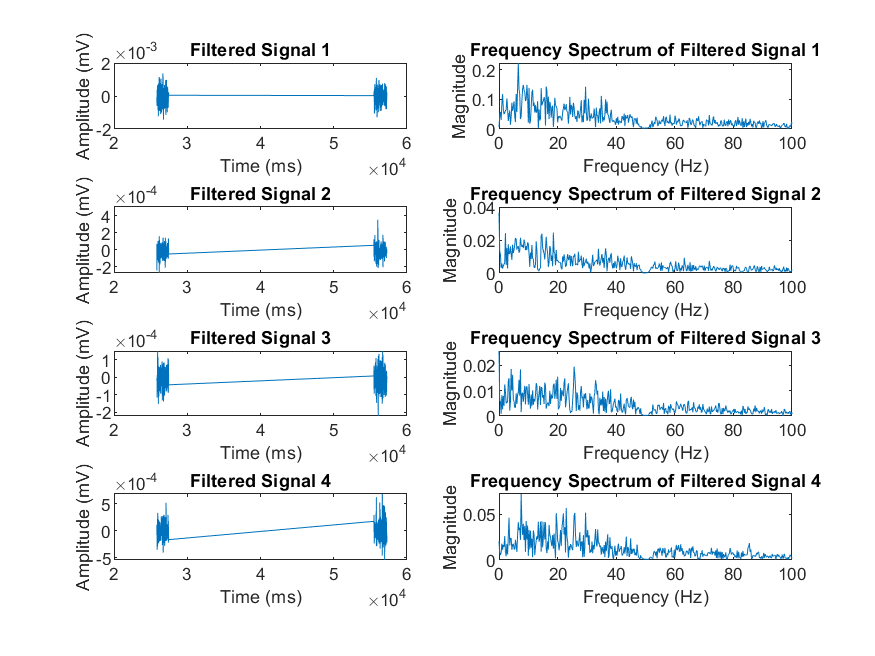 Filtered Signal 1
×10-3
Amplitude (mV)
2
0
-2
2 3 4 5 6
Time (ms)
×104
Frequency Spectrum of Filtered Signal 1
Magnitude
0.2
0.1
0
0 20 40 60 80 100
Frequency (Hz)
Filtered Signal 2
×10-4
Amplitude (mV)
4
2
0
-2
2 3 4 5 6
Time (ms)
×104
Frequency Spectrum of Filtered Signal 2
Magnitude
0.04
0.02
0
0 20 40 60 80 100
Frequency (Hz)
Filtered Signal 3
×10-4
Amplitude (mV)
1
0
-1
-2
2 3 4 5 6
Time (ms)
×104
Frequency Spectrum of Filtered Signal 3
Magnitude
0.02
0.01
0
0 20 40 60 80 100
Frequency (Hz)
Filtered Signal 4
×10-4
Amplitude (mV)
5
0
-5
2 3 4 5 6
Time (ms)
×104
Frequency Spectrum of Filtered Signal 4
Magnitude
0.05
0
0 20 40 60 80 100
Frequency (Hz)